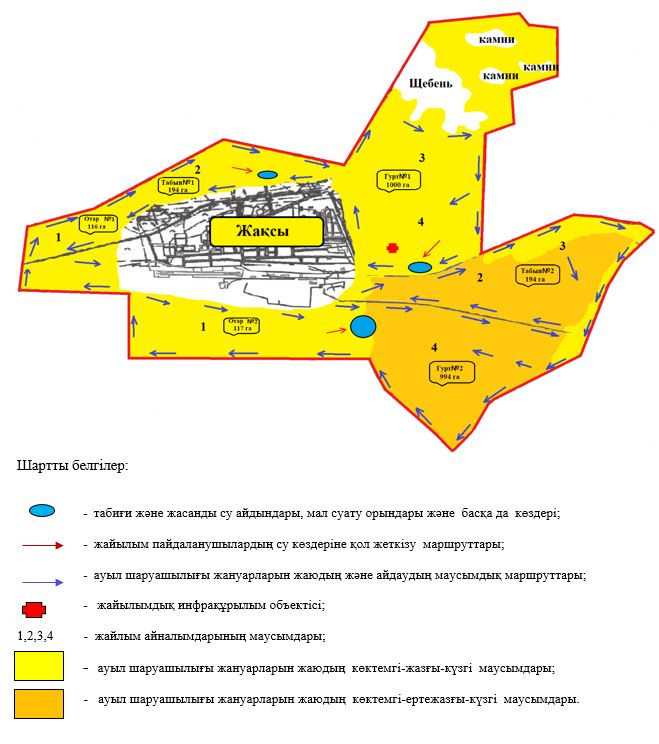 камни
камни
камни
Щебень
3
Гурт№1
1000 га
2
Табын№1
194 га
Отар №1
116 га
1
4
Жақсы
3
2
Табын№2
194 га
1
Отар №2
117 га
4
Гурт№2
994 га
Шартты белгілер:
- табиғи және жасанды су айдындары, мал суату орындары және басқа да көздері;
- жайылым пайдаланушылардың су көздеріне қол жеткізу маршруттары;
- ауыл шаруашылығы жануарларын жаюдың және айдаудың маусымдық маршруттары;
- жайылымдық инфрақұрылым объектісі;
1,2,3,4 - жайлым айналымдарының маусымдары;
- ауыл шаруашылығы жануарларын жаюдың көктемгі-жазғы-күзгі маусымдары;
- ауыл шаруашылығы жануарларын жаюдың көктемгі-ертежазғы-күзгі маусымдары.